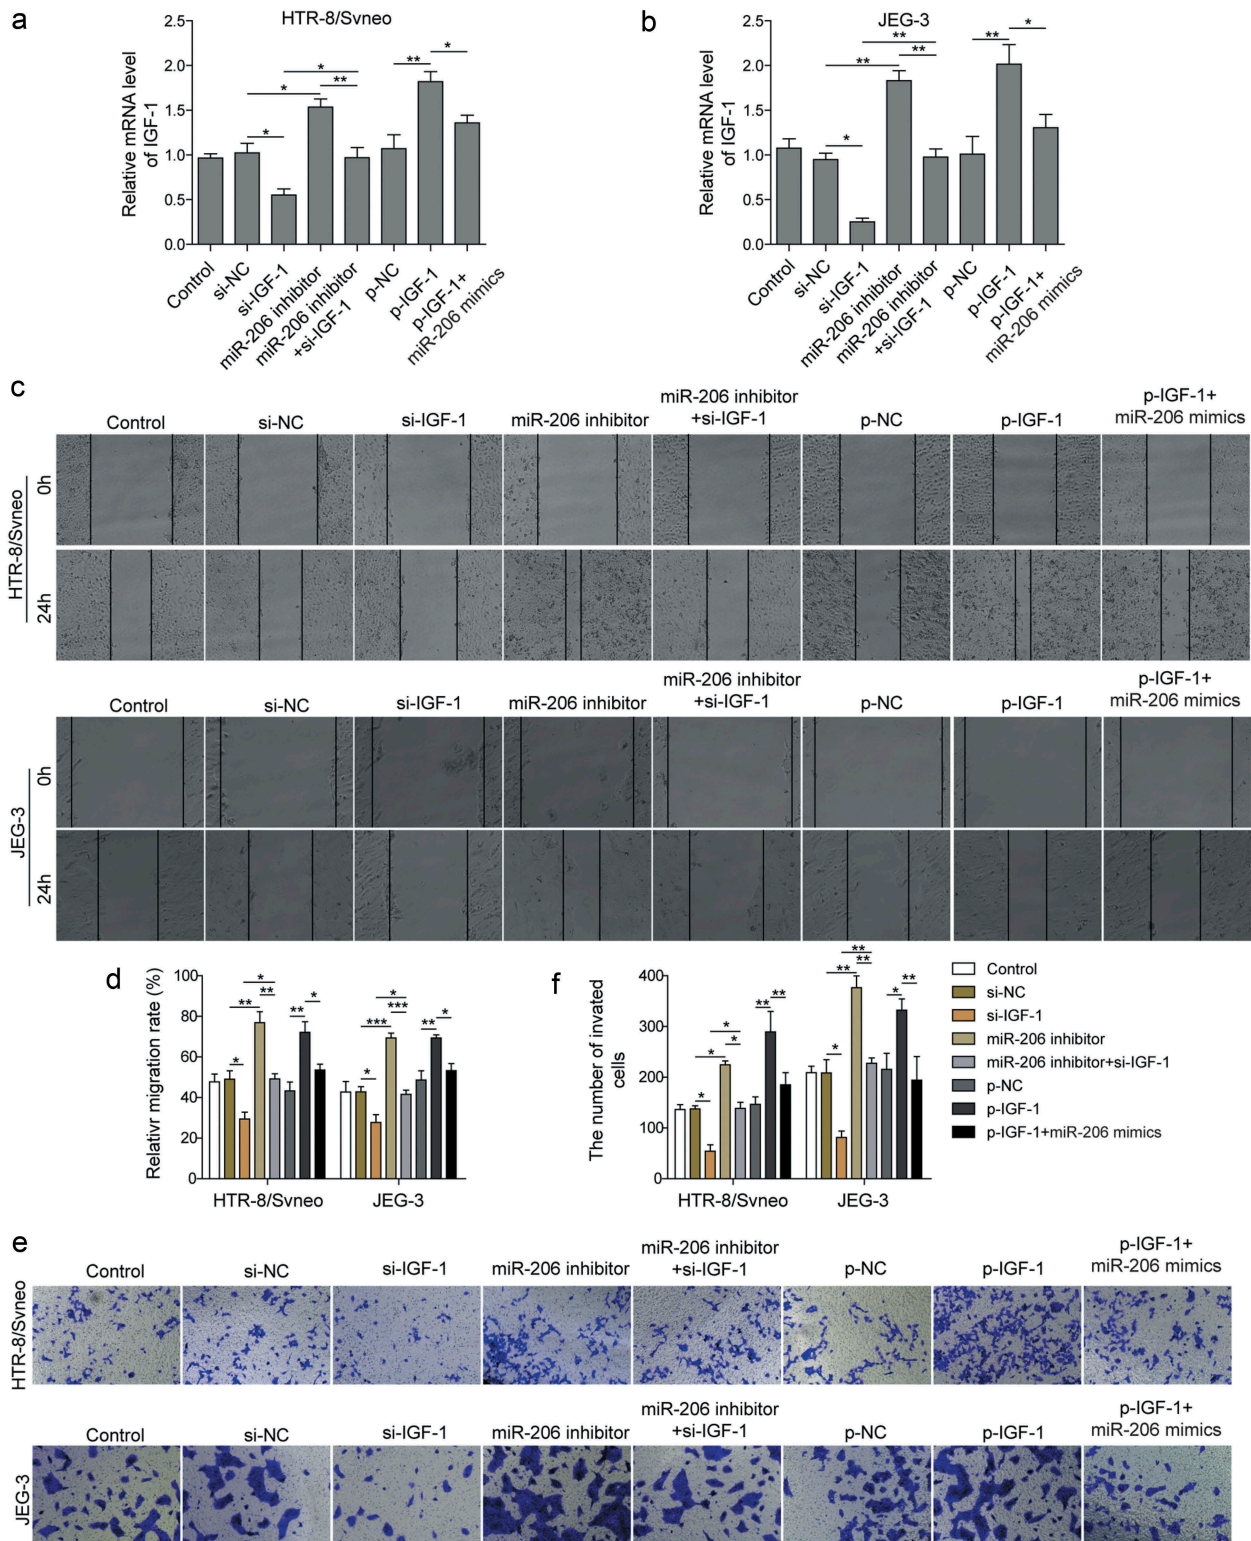 a
HTR-8/Svneo
Relative mRNA level
of IGF-1
2.5
2.0
1.5
1.0
0.5
0.0
* * * ** ** *
Control
si-NC
si-IGF-1
miR-206 inhibitor
miR-206 inhibitor
+si-IGF-1
p-NC
p-IGF-1
p-IGF-1+
miR-206 mimics
b
JEG-3
Relative mRNA level
of IGF-1
2.5
2.0
1.5
1.0
0.5
0.0
* ** ** ** ** *
Control
si-NC
si-IGF-1
miR-206 inhibitor
miR-206 inhibitor
+si-IGF-1
p-NC
p-IGF-1
p-IGF-1+
miR-206 mimics
c
Control
si-NC
si-IGF-1
miR-206 inhibitor
miR-206 inhibitor
+si-IGF-1
p-NC
p-IGF-1
p-IGF-1+
miR-206 mimics
HTR-8/Svneo
0h
24h
Control
si-NC
si-IGF-1
miR-206 inhibitor
miR-206 inhibitor
+si-IGF-1
p-NC
p-IGF-1
p-IGF-1+
miR-206 mimics
JEG-3
0h
24h
d
Relativr migration rate (%)
100
80
60
40
20
0
* ** * ** ** *
* *** * *** ** *
HTR-8/Svneo
JEG-3
f
The number of invated
cells
400
300
200
100
0
* * * * ** **
* ** ** ** * **
HTR-8/Svneo
JEG-3
Control
si-NC
si-IGF-1
miR-206 inhibitor
miR-206 inhibitor+si-IGF-1
p-NC
p-IGF-1
p-IGF-1+miR-206 mimics
e
Control
si-NC
si-IGF-1
miR-206 inhibitor
miR-206 inhibitor
+si-IGF-1
p-NC
p-IGF-1
p-IGF-1+
miR-206 mimics
HTR-8/Svneo
Control
si-NC
si-IGF-1
miR-206 inhibitor
miR-206 inhibitor
+si-IGF-1
p-NC
p-IGF-1
p-IGF-1+
miR-206 mimics
JEG-3